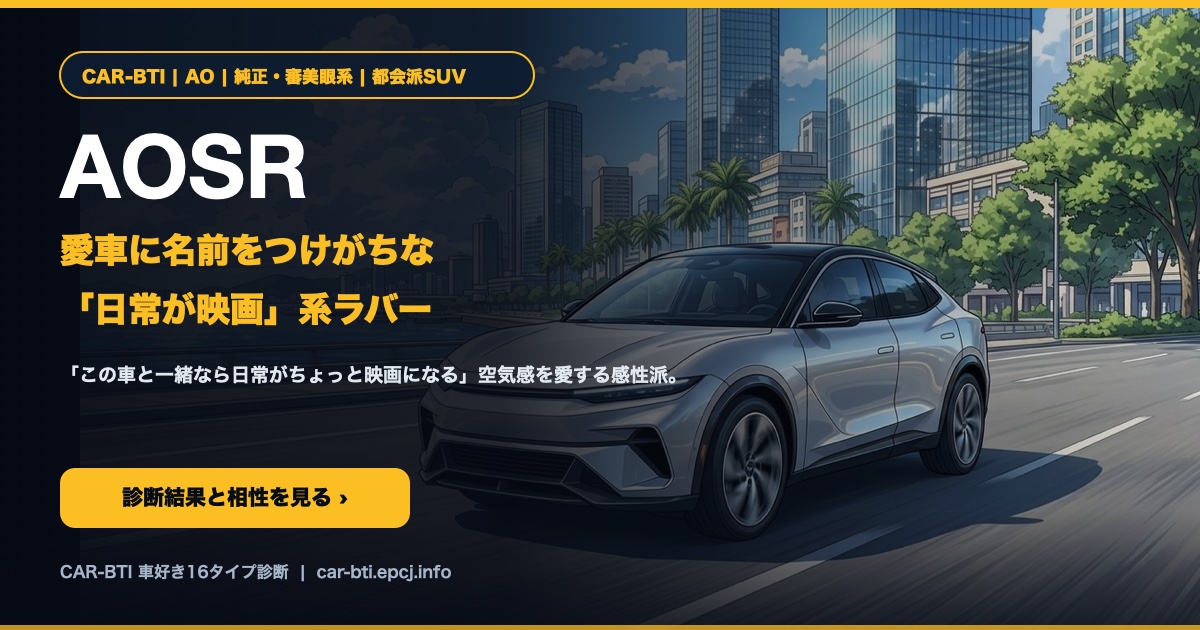 CAR-BTI | AO | 純正・審美眼系 | 都会派SUV
AOSR
愛車に名前をつけがちな
「日常が映画」系ラバー
「この車と一緒なら日常がちょっと映画になる」空気感を愛する感性派。
診断結果と相性を見る ›
CAR-BTI 車好き16タイプ診断 | car-bti.epcj.info